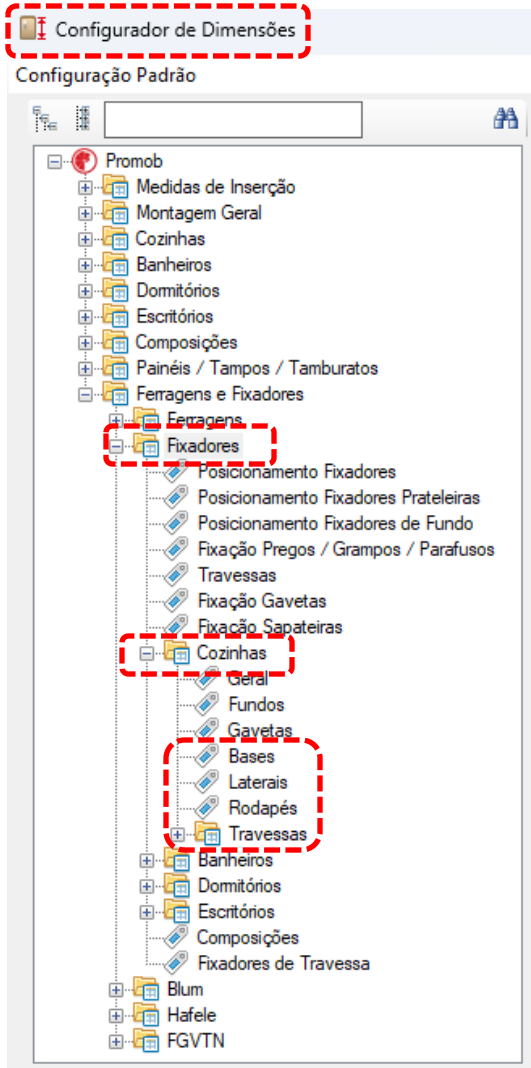 Configurador de Dimensões
Configuração Padrão
Promob
Medidas de Inserção
Montagem Geral
Cozinhas
Banheiros
Dormitórios
Escritórios
Composições
Painéis / Tampos / Tamburatos
Ferragens e Fixadores
Ferragens
Fixadores
Posicionamento Fixadores
Posicionamento Fixadores Prateleiras
Posicionamento Fixadores de Fundo
Fixação Pregos / Grampos / Parafusos
Travessas
Fixação Gavetas
Fixação Sapateiras
Cozinhas
Geral
Fundos
Gavetas
Bases
Laterais
Rodapés
Travessas
Banheiros
Dormitórios
Escritórios
Composições
Fixadores de Travessa
Blum
Hafele
FGVTN